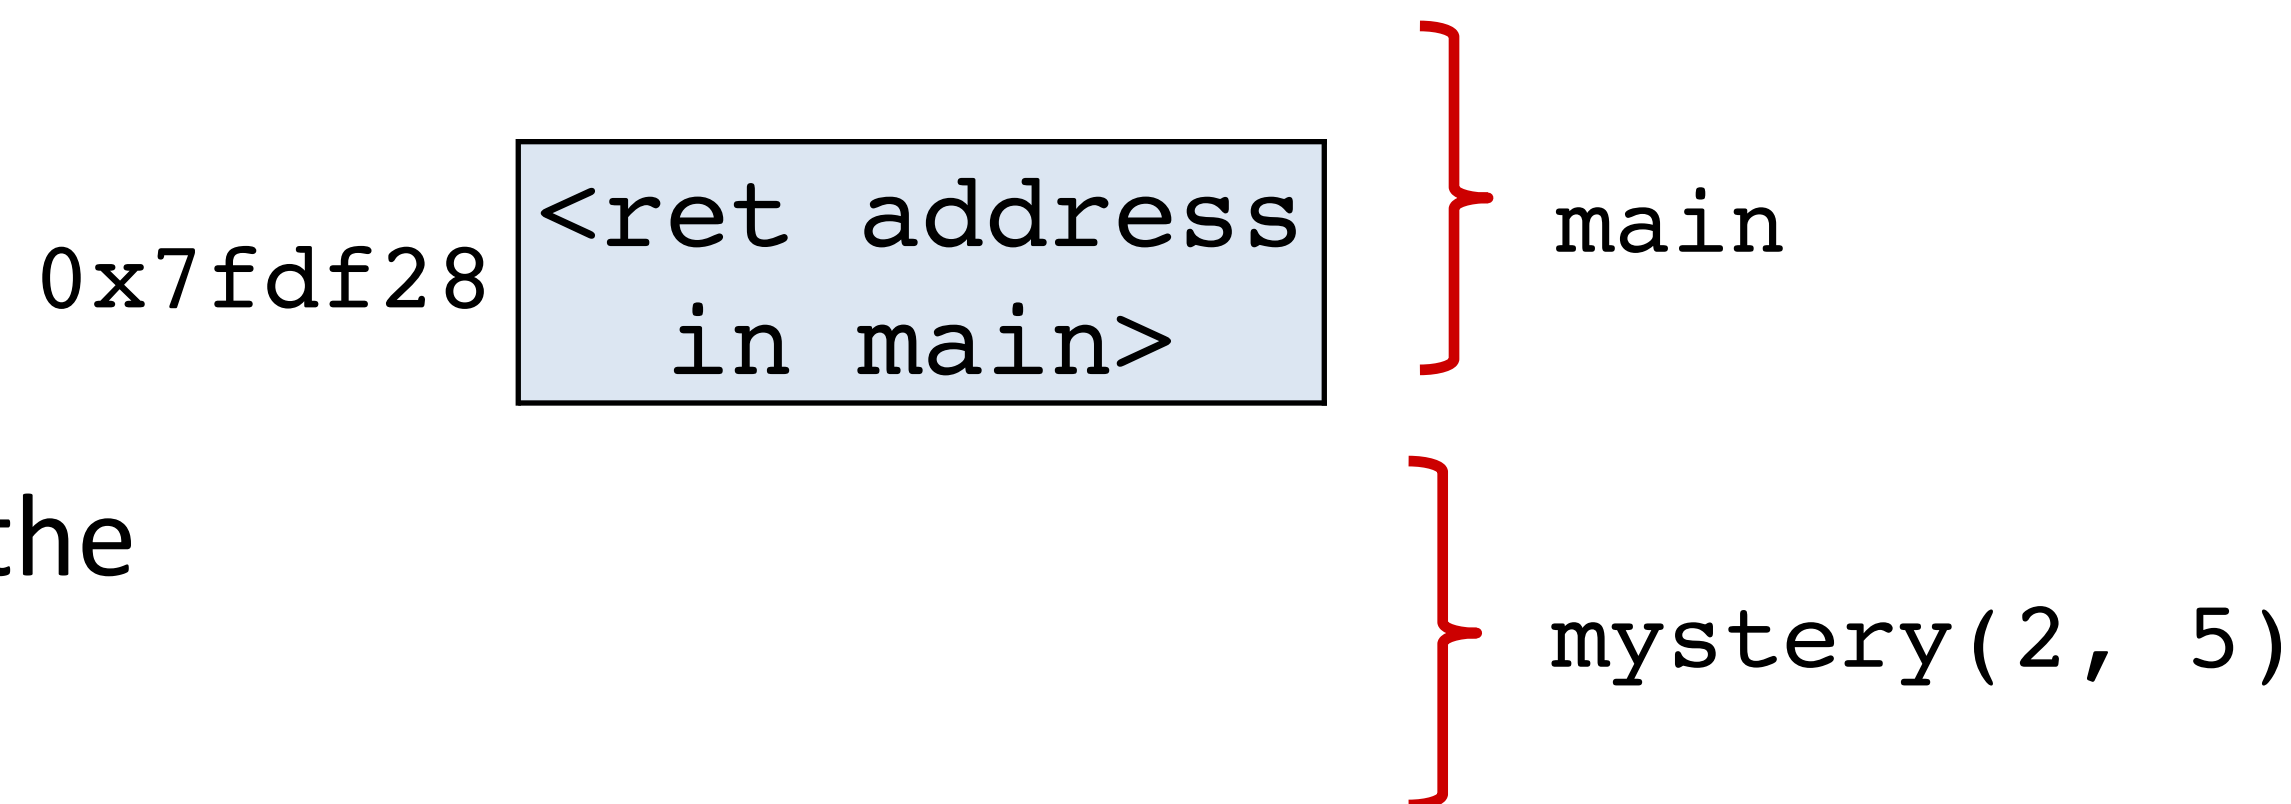 <ret address
main
0x7fdf28
in main>
the
mystery(2, 5)